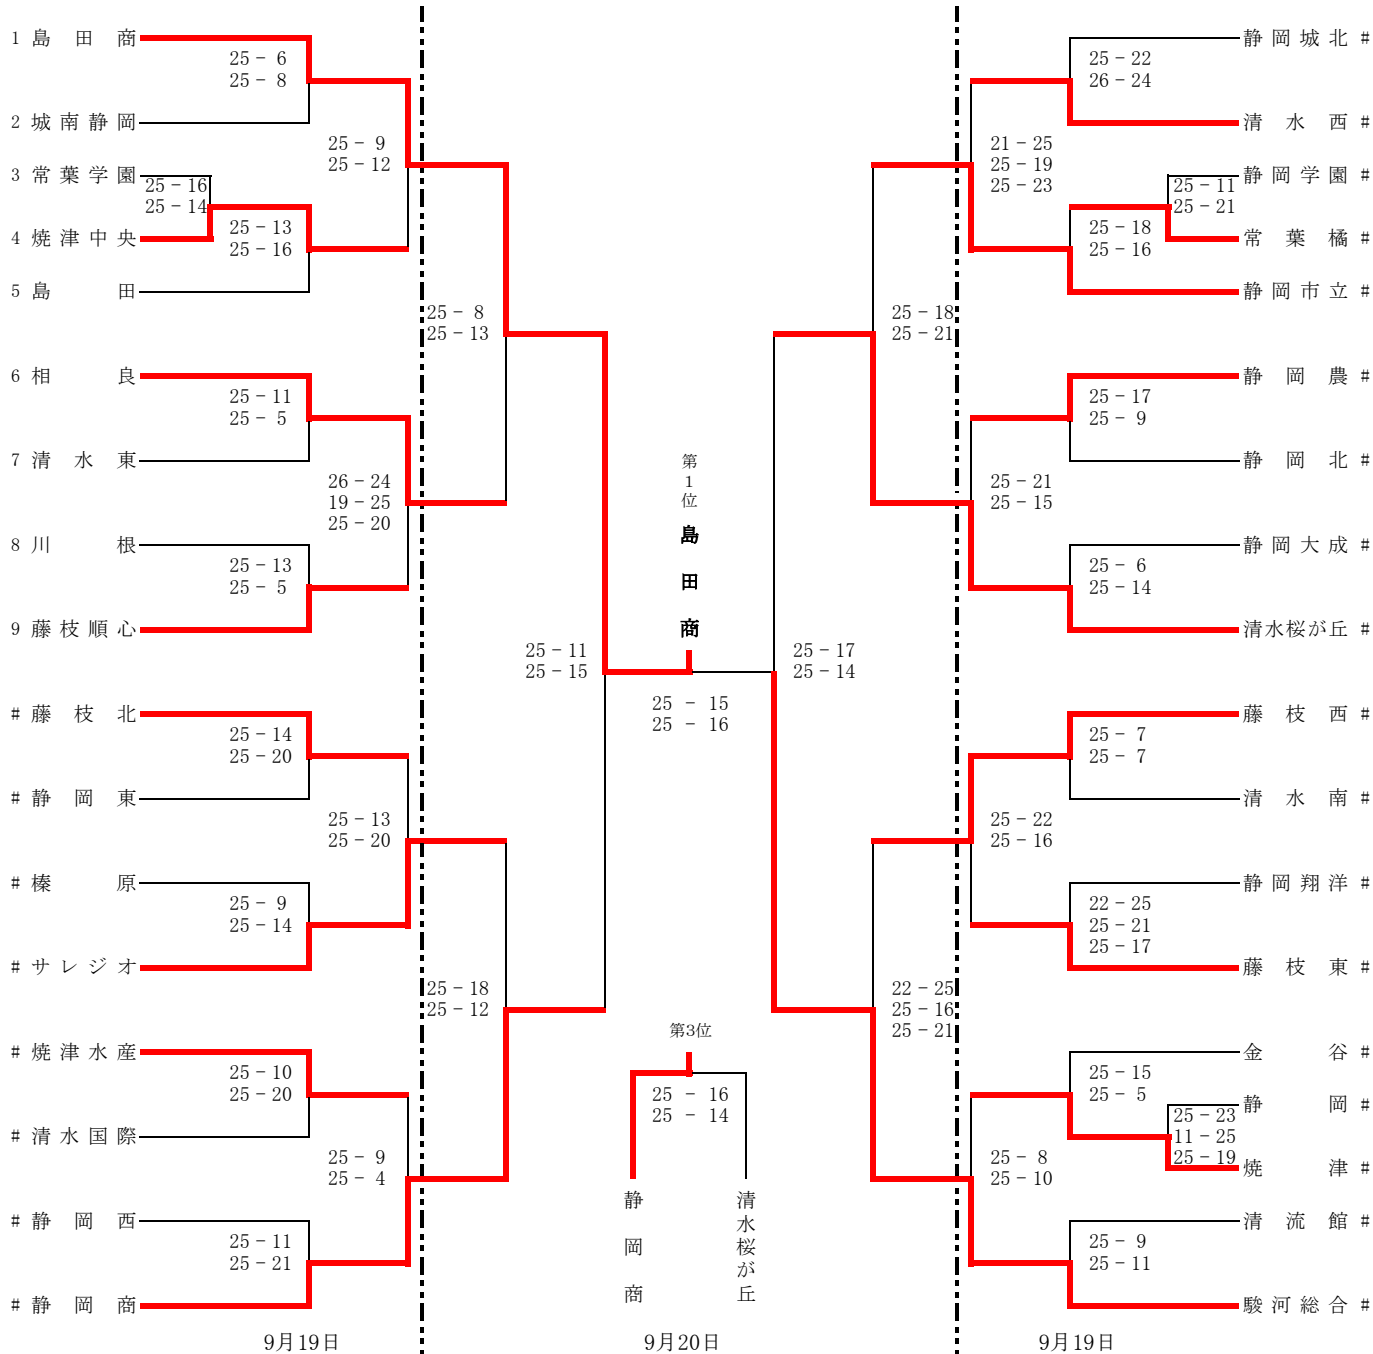 1 島田商
25 - 6
25 - 8
2 城南静岡
25 - 9
25 - 12
3 常葉学園
25 - 16
25 - 14
4 焼津中央
25 - 13
25 - 16
5 島田
25 - 8
25 - 13
6 相良
25 - 11
25 - 5
7 清水東
26 - 24
19 - 25
25 - 20
8 川根
25 - 13
25 - 5
9 藤枝順心
25 - 11
25 - 15
# 藤枝北
25 - 14
25 - 20
# 静岡東
25 - 13
25 - 20
# 榛原
25 - 9
25 - 14
# サレジオ
25 - 18
25 - 12
# 焼津水産
25 - 10
25 - 20
# 清水国際
25 - 9
25 - 4
# 静岡西
25 - 11
25 - 21
# 静岡商
9月19日
第1位
島田商
25 - 15
25 - 16
第3位
25 - 16
25 - 14
静岡商
清水桜が丘
9月20日
静岡城北 #
25 - 22
26 - 24
清水西 #
21 - 25
25 - 19
25 - 23
静岡学園 #
25 - 11
25 - 21
常葉橘 #
25 - 18
25 - 16
静岡市立 #
25 - 18
25 - 21
静岡農 #
25 - 17
25 - 9
静岡北 #
25 - 21
25 - 15
静岡大成 #
25 - 6
25 - 14
清水桜が丘 #
25 - 17
25 - 14
藤枝西 #
25 - 7
25 - 7
清水南 #
25 - 22
25 - 16
静岡翔洋 #
22 - 25
25 - 21
25 - 17
藤枝東 #
22 - 25
25 - 16
25 - 21
金谷 #
25 - 15
25 - 5
静岡 #
25 - 23
11 - 25
25 - 19
焼津 #
25 - 8
25 - 10
清流館 #
25 - 9
25 - 11
駿河総合 #
9月19日